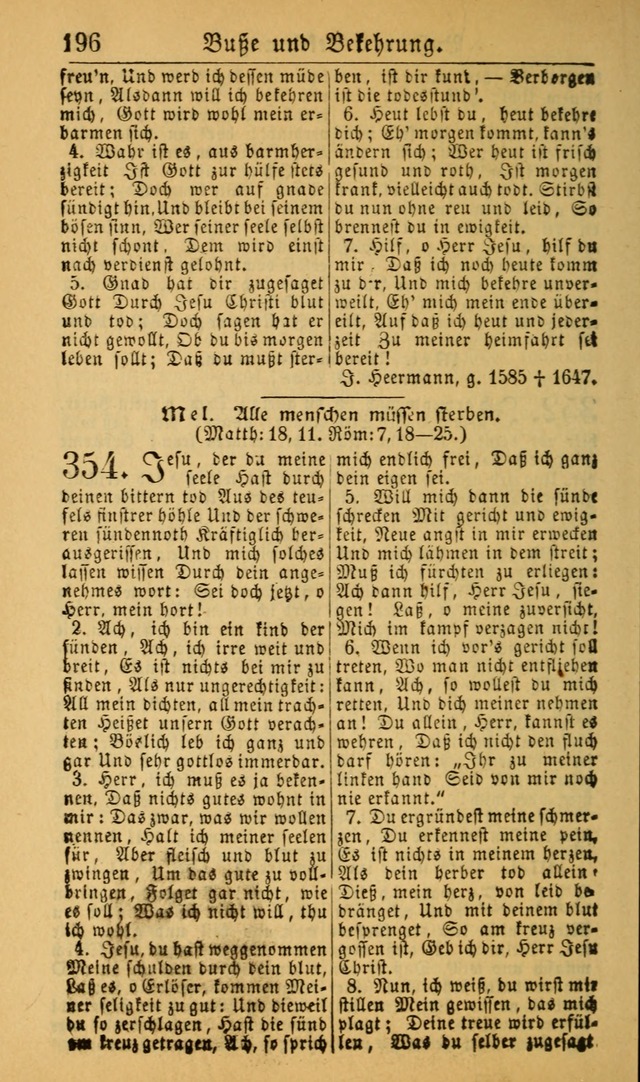 196 Buße und Bekehrung.
freu'n, Und werd ich dessen müde
seyn, Alsdann will ich bekehren
mich, Gott wird wohl mein er-
barmen sich.
4. Wahr ist es, aus barmher-
zigkeit Ist Gott zur hülfe stets
bereit; Doch wer auf gnade
sündigt hin, Und bleibt bei seinem
bösen sinn, Wer seiner seele selbst
nicht schont, Dem wird einst
nach verdienst gelohnt.
5. Gnad hat dir zugesaget
Gott Durch Jesu Christi blut
und tod; Doch sagen hat er
nicht gewollt, Ob du bis morgen
leben sollt; Daß du mußt ster-
ben, ist dir kunt, — Verborgen
ist die todesstund'.
6. Heut lebst du, heut bekehre
dich; Eh' morgen kommt, kann's
ändern sich; Wer heut ist frisch
gesund und roth, Ist morgen
krank, vielleicht auch todt. Stirbst
du nun ohne reu und leid, So
brennest du in ewigkeit.
7. Hilf, o Herr Jesu, hilf du
mir, Daß ich noch heute komm
zu dir, Und mich bekehre unver-
weilt, Eh' mich mein ende über-
eilt, Auf daß ich heut und jeder-
zeit Zu meiner heimfahrt sei
bereit!
J. Heermann, g. 1585 † 1647.
Mel. Alle menschen müssen sterben.
(Matth: 18, 11. Röm: 7, 18—25.)
354. Jesu, der du meine
seele Hast durch
deinen bittern tod Aus des teu-
fels finstrer höhle Und der schwe-
ren sündennoth Kräftiglich her-
ausgerissen, Und mich solches
lassen wissen Durch dein ange-
nehmes wort: Sei doch jetzt, o
Herr, mein hort!
2. Ach, ich bin ein kind der
sünden, Ach, ich irre weit und
breit, Es ist nichts bei mir zu
finden, Als nur ungerechtigkeit:
All mein dichten, all mein trach-
ten Heißet unsern Gott verach-
ten; Böslich leb ich ganz und
gar Und sehr gottlos immerdar.
3. Herr, ich muß es ja beken-
nen, Daß nichts gutes wohnt in
mir: Das zwar, was wir wollen
nennen, Halt ich meiner seelen
für, Aber fleisch und blut zu
zwingen, Um das gute zu voll-
bringen, Folget gar nicht, wie
es soll; Was ich nicht will, thu
ich wohl.
4. Jesu, du hast weggenommen
Meine schulden durch dein blut,
Laß es, o Erlöser, kommen Mei-
ner seligkeit zu gut: Und dieweil
du so zerschlagen, Hast die sünd
am kreuz getragen, Ach, so sprich
mich endlich frei, Daß ich ganz
dein eigen sei.
5. Will mich dann die sünde
schrecken Mit gericht und ewig-
keit, Neue angst in mir erwecken
Und mich lähmen in dem streit;
Muß ich fürchten zu erliegen:
Ach dann hilf, Herr Jesu, sie-
gen! Laß, o meine zuversicht,
Mich im kampf verzagen nicht!
6. Wenn ich vor's gericht soll
treten, Wo man nicht entfliehen
kann, Ach, so wollest du mich
retten, Und dich meiner nehmen
an! Du allein, Herr, kannst es
wehren, Daß ich nicht den fluch
darf hören: „Ihr zu meiner
linken hand Seid von mir noch
nie erkannt."
7. Du ergründest meine schmer-
zen, Du erkennest meine pein,
Es ist nichts in meinem herzen,
Als dein herber tod allein:
Dieß, mein herz, von leid be-
dränget, Und mit deinem blut
besprenget, So am kreuz ver-
gossen ist, Geb ich dir, Herr Jesu
Christ.
8. Nun, ich weiß, du wirst mir
stillen Mein gewissen, das mich
plagt; Deine treue wird erfül-
len, Was du selber zugesagt